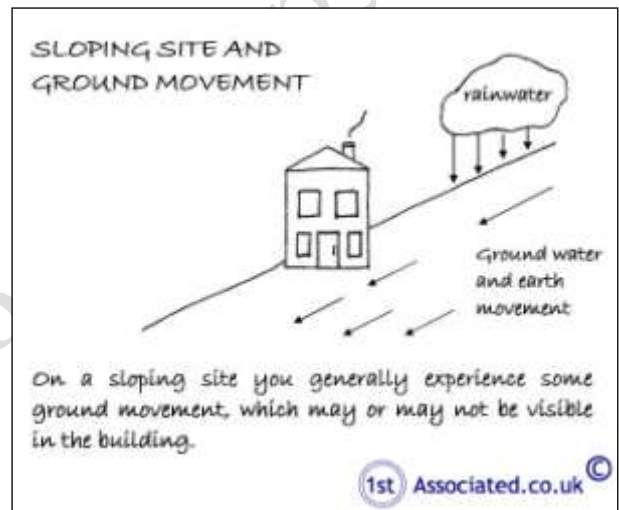 SLOPING SITE AND
GROUND MOVEMENT
rainwater
Ground water
and earth
movement
On a sloping site you generally experience some
ground movement, which may or may not be visible
in the building.
1st Associated.co.uk ©